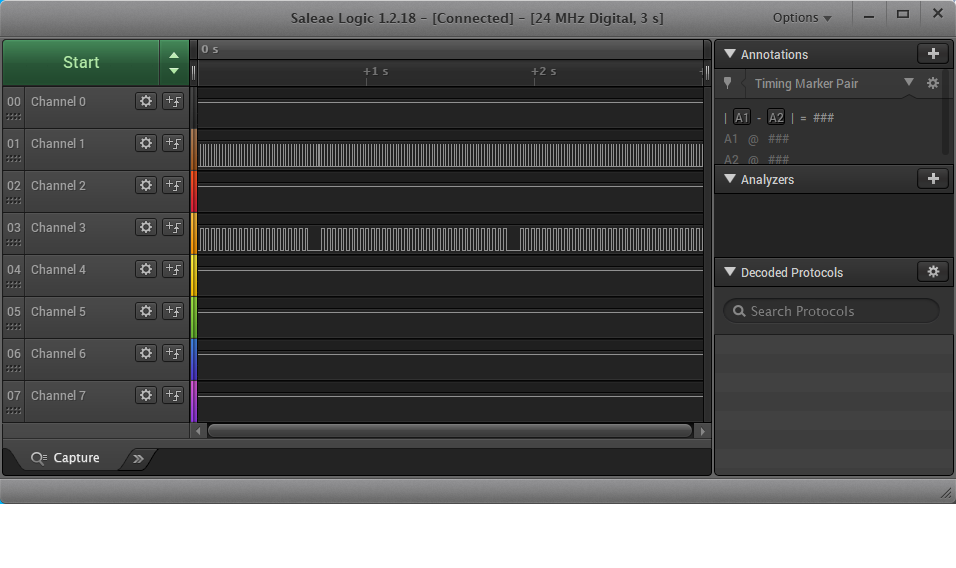 Saleae Logic 1.2.18 - [Connected] - [24 MHz Digital, 3 s]
Options
Start
0 s
+1 s
+2 s
+
00 Channel 0
01 Channel 1
02 Channel 2
03 Channel 3
04 Channel 4
05 Channel 5
06 Channel 6
07 Channel 7
Capture
Annotations
Timing Marker Pair
| A1 - A2 | = ###
A1 @ ###
A2 @ ###
Analyzers
Decoded Protocols
Search Protocols